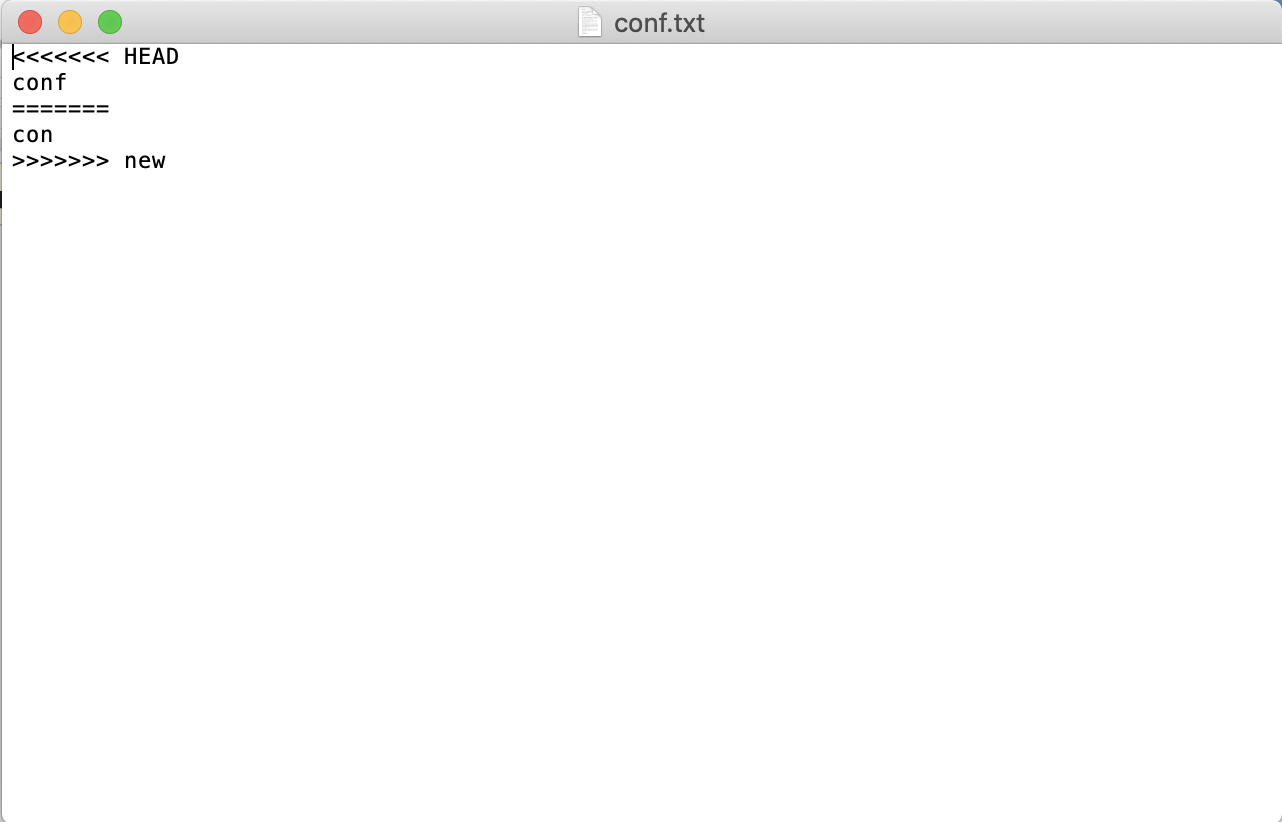 conf.txt
<<<<<<< HEAD
conf
=======
con
>>>>>>> new